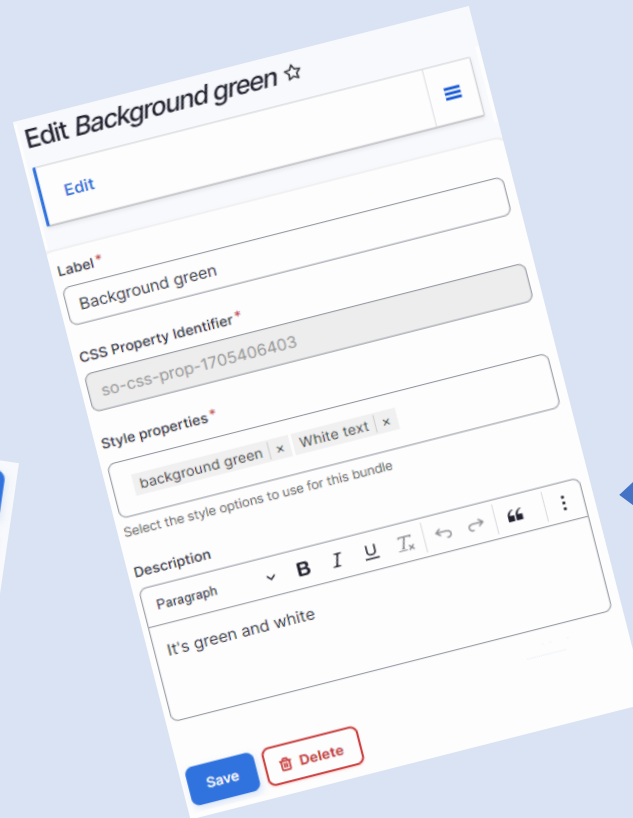 Edit Background green
Edit
Label*
Background green
CSS Property Identifier*
so-css-prop-1705406403
Style properties*
background green × White text ×
Select the style options to use for this bundle
Description
Paragraph B I U Tx
It's green and white
Save Delete